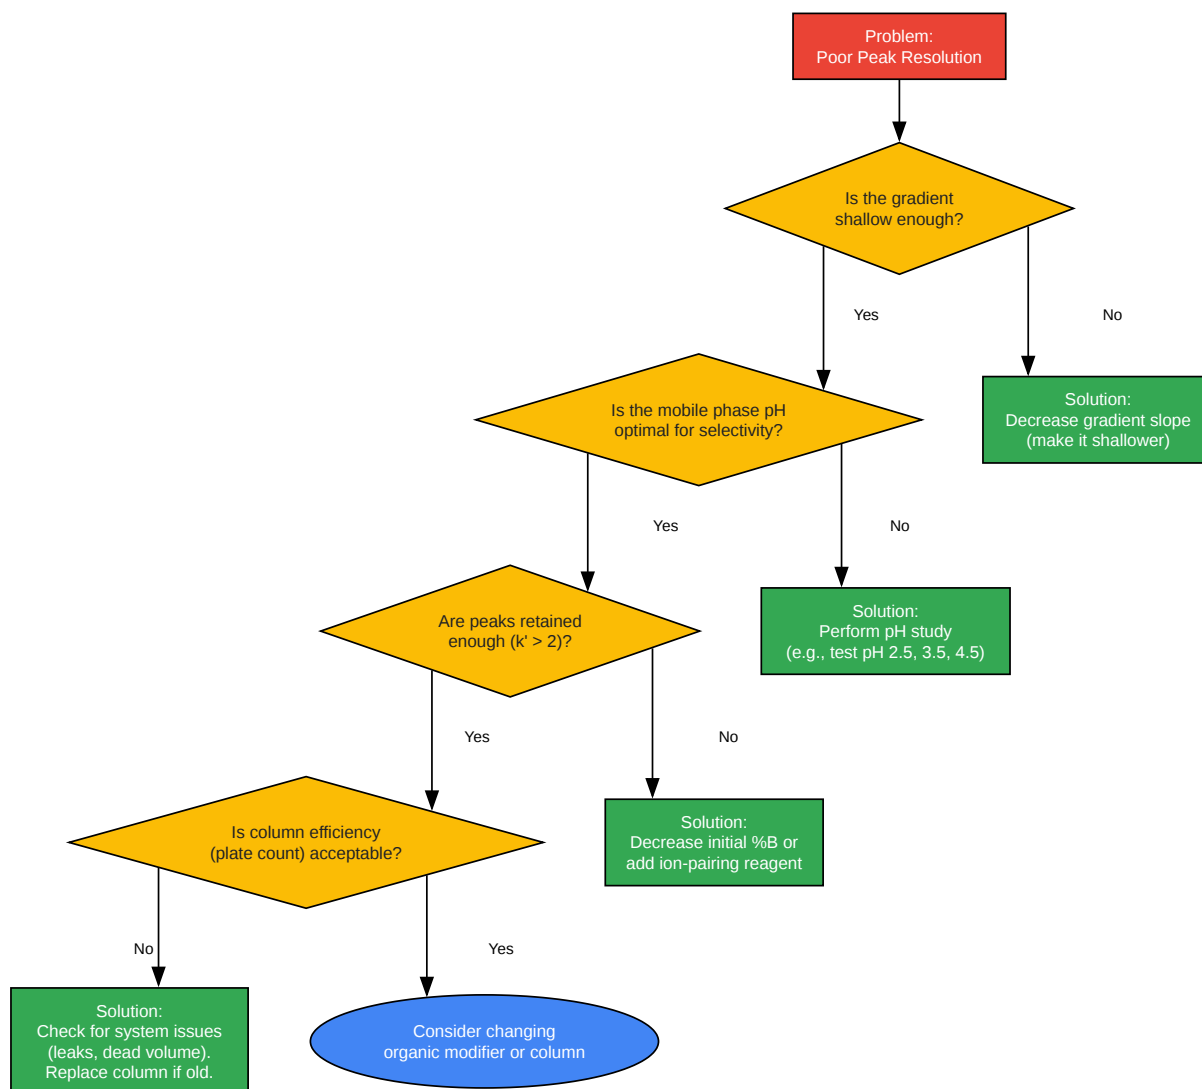 Problem:
Poor Peak Resolution
Is the gradient
shallow enough?
Yes
No
Solution:
Decrease gradient slope
(make it shallower)
Is the mobile phase pH
optimal for selectivity?
Yes
No
Solution:
Perform pH study
(e.g., test pH 2.5, 3.5, 4.5)
Are peaks retained
enough (k' > 2)?
Yes
No
Solution:
Decrease initial %B or
add ion-pairing reagent
Is column efficiency
(plate count) acceptable?
No
Yes
Solution:
Check for system issues
(leaks, dead volume).
Replace column if old.
Consider changing
organic modifier or column